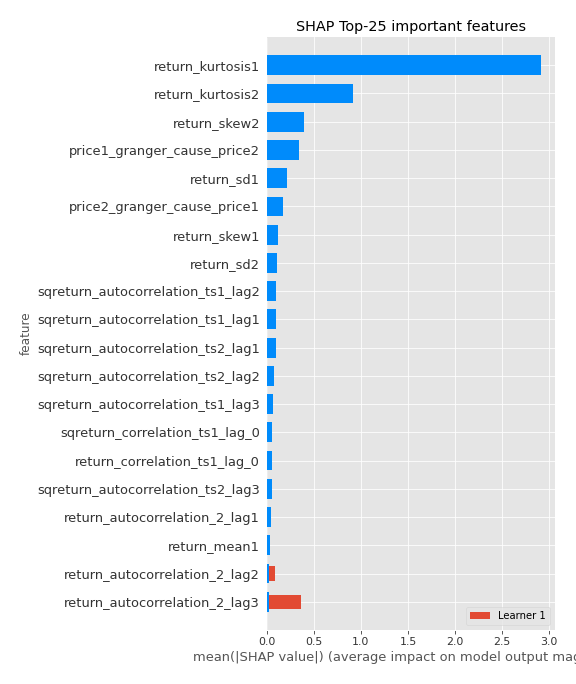 SHAP Top-25 important features
return_kurtosis1
return_kurtosis2
return_skew2
price1_granger_cause_price2
return_sd1
price2_granger_cause_price1
return_skew1
return_sd2
sqreturn_autocorrelation_ts1_lag2
sqreturn_autocorrelation_ts1_lag1
sqreturn_autocorrelation_ts2_lag1
sqreturn_autocorrelation_ts2_lag2
sqreturn_autocorrelation_ts1_lag3
sqreturn_correlation_ts1_lag_0
return_correlation_ts1_lag_0
sqreturn_autocorrelation_ts2_lag3
return_autocorrelation_2_lag1
return_mean1
return_autocorrelation_2_lag2
return_autocorrelation_2_lag3
feature
Learner 1
0.0 0.5 1.0 1.5 2.0 2.5 3.0
mean(|SHAP value|) (average impact on model output mag